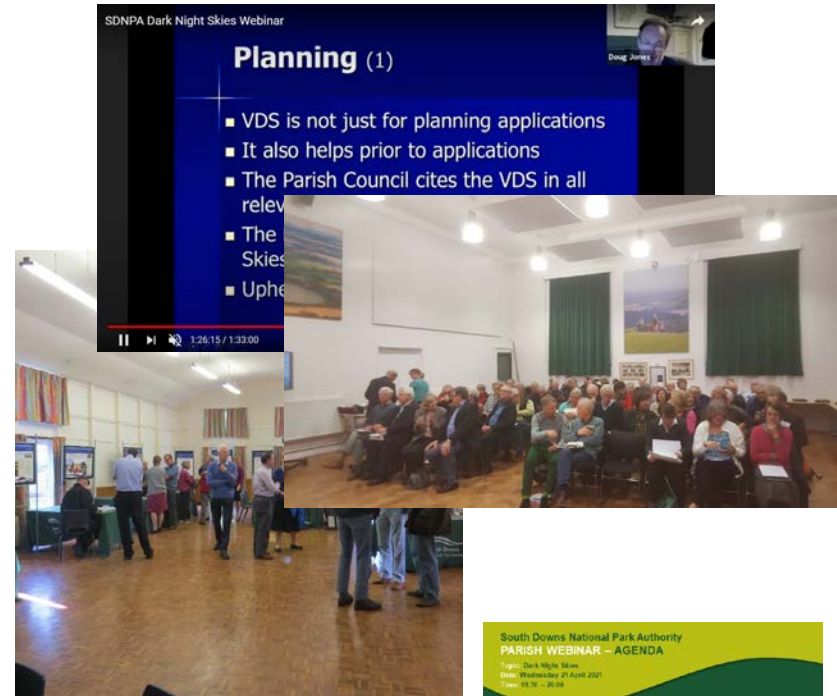 SDNPA Dark Night Skies Webinar
Doug Jones
Planning (1)
VDS is not just for planning applications
It also helps prior to applications
The Parish Council cites the VDS in all
relev
The
Skies
Uphe
1:26:15 / 1:33:00
South Downs National Park Authority
PARISH WEBINAR – AGENDA
Topic: Dark Night Skies
Date: Wednesday 21 April 2021
Time: 18:30 – 20:00